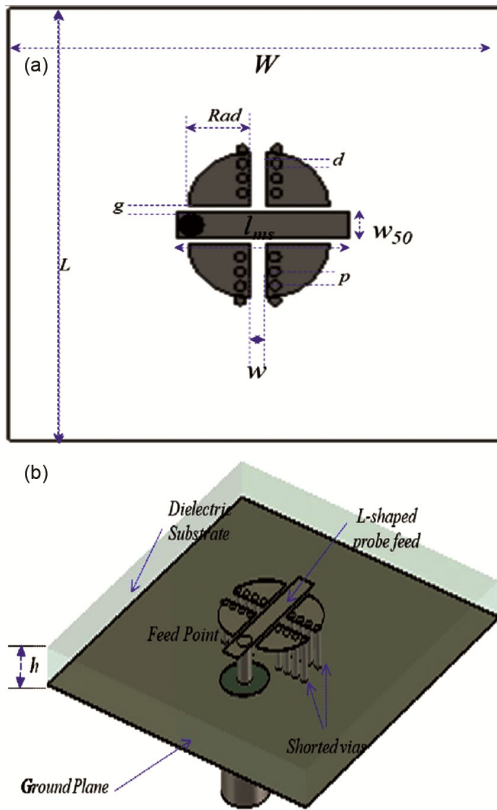 (a)
W
Rad
d
g
l_ms
w_50
L
p
w
(b)
Dielectric
Substrate
L-shaped
probe feed
Feed Point
h
Shorted vias
Ground Plane